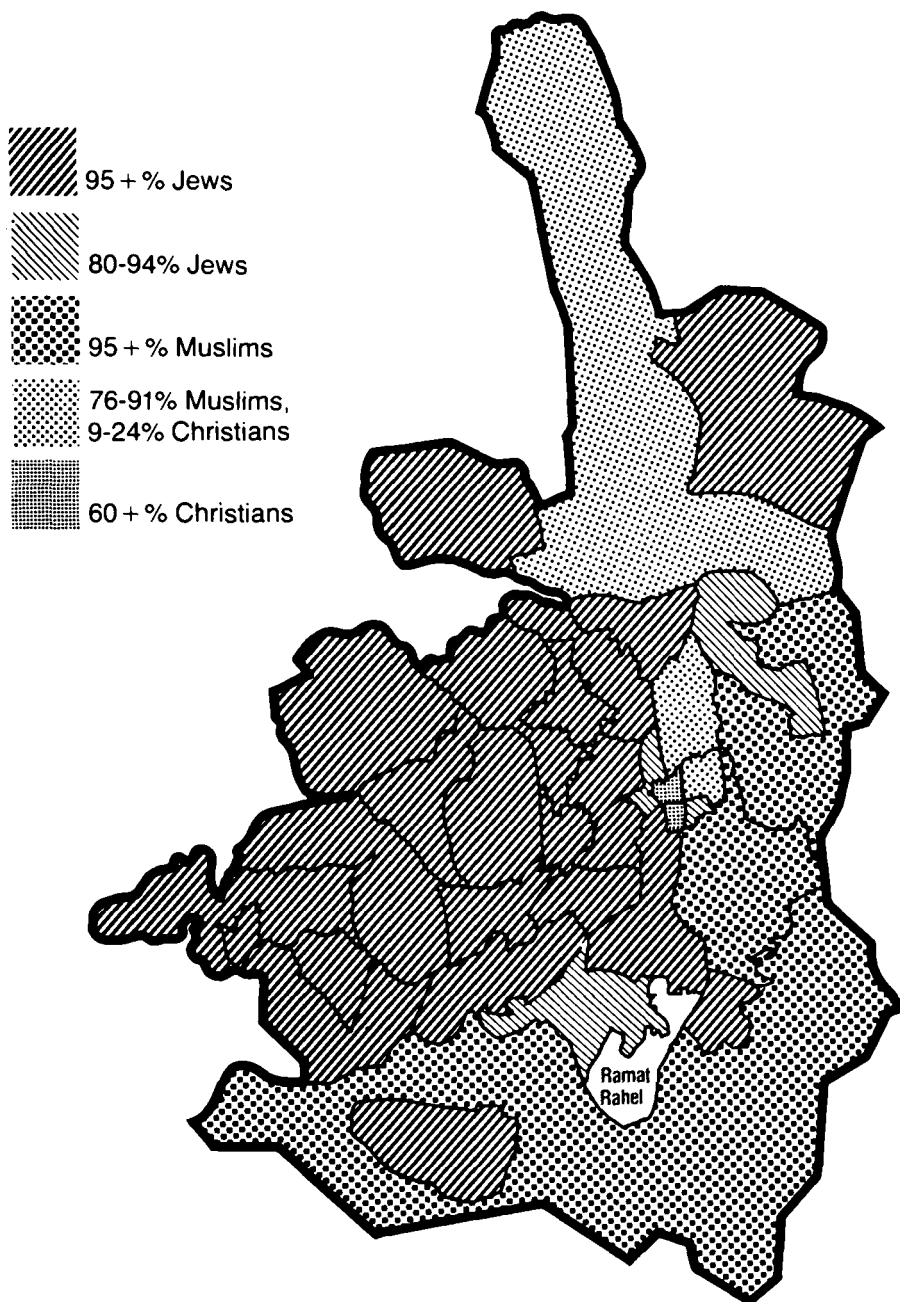 95 + % Jews
80-94% Jews
95 + % Muslims
76-91% Muslims,
9-24% Christians
60 + % Christians
Ramat
Rahel